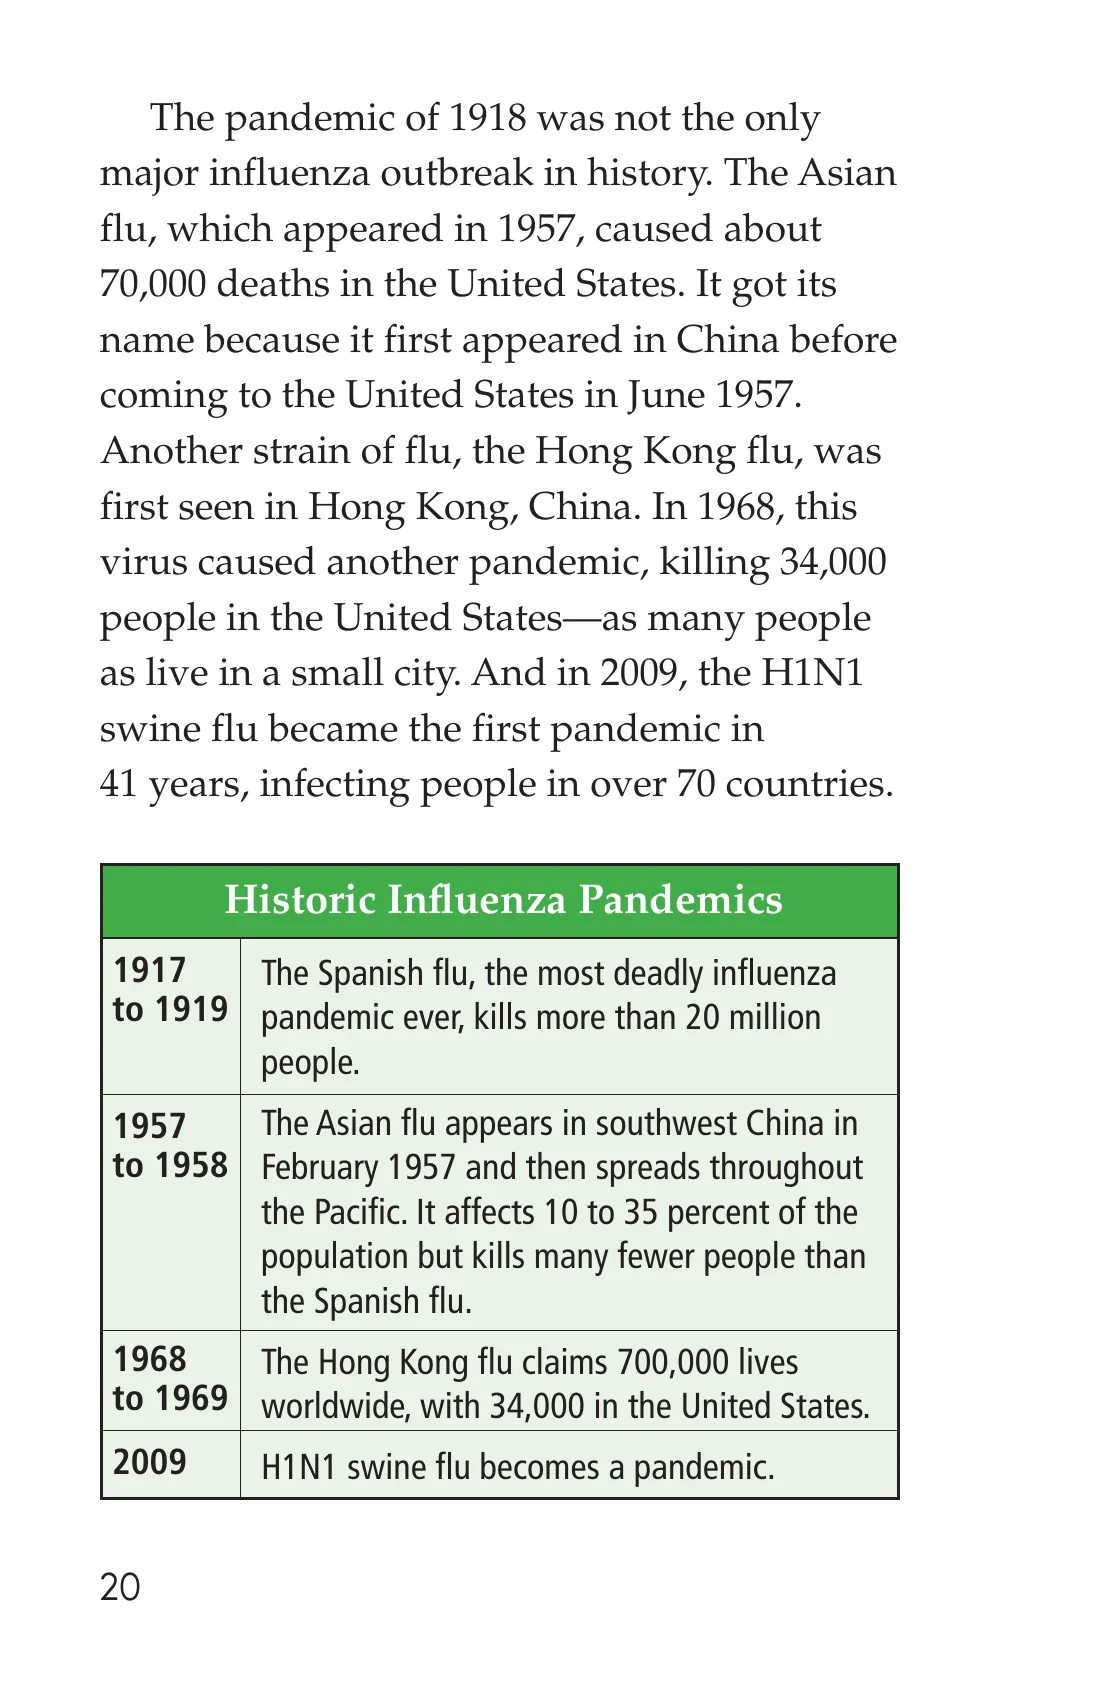 The pandemic of 1918 was not the only
major influenza outbreak in history. The Asian
flu, which appeared in 1957, caused about
70,000 deaths in the United States. It got its
name because it first appeared in China before
coming to the United States in June 1957.
Another strain of flu, the Hong Kong flu, was
first seen in Hong Kong, China. In 1968, this
virus caused another pandemic, killing 34,000
people in the United States—as many people
as live in a small city. And in 2009, the H1N1
swine flu became the first pandemic in
41 years, infecting people in over 70 countries.
Historic Influenza Pandemics
1917
to 1919
The Spanish flu, the most deadly influenza
pandemic ever, kills more than 20 million
people.
1957
to 1958
The Asian flu appears in southwest China in
February 1957 and then spreads throughout
the Pacific. It affects 10 to 35 percent of the
population but kills many fewer people than
the Spanish flu.
1968
to 1969
The Hong Kong flu claims 700,000 lives
worldwide, with 34,000 in the United States.
2009
H1N1 swine flu becomes a pandemic.
20